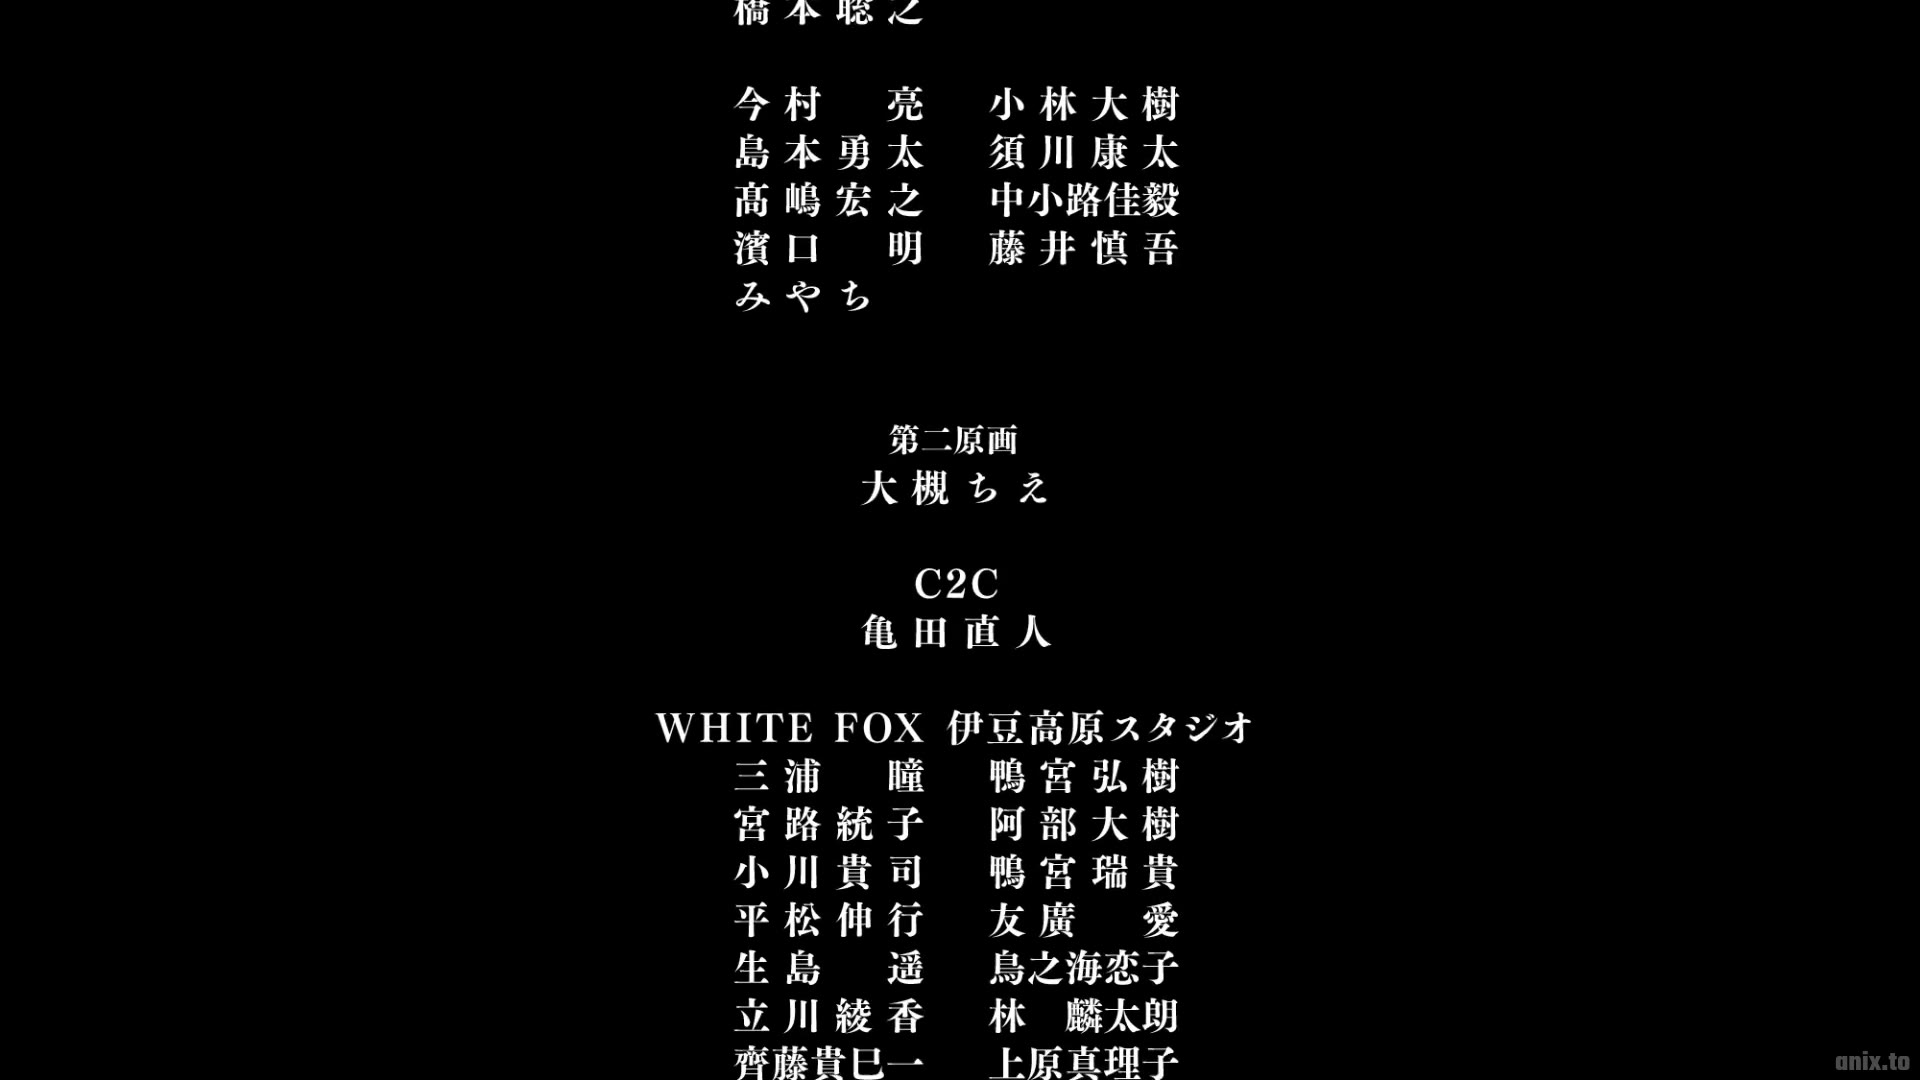 橋本聡之
今村 亮 小林大樹
島本勇太 須川康太
髙嶋宏之 中小路佳毅
濱口 明 藤井慎吾
みやち
第二原画
大槻ちえ
C2C
亀田直人
WHITE FOX 伊豆高原スタジオ
三浦 瞳 鴨宮弘樹
宮路統子 阿部大樹
小川貴司 鴨宮瑞貴
平松伸行 友廣 愛
生島 遥 鳥之海恋子
立川綾香 林 麟太朗
齊藤貴巳一 上原真理子
anix.to